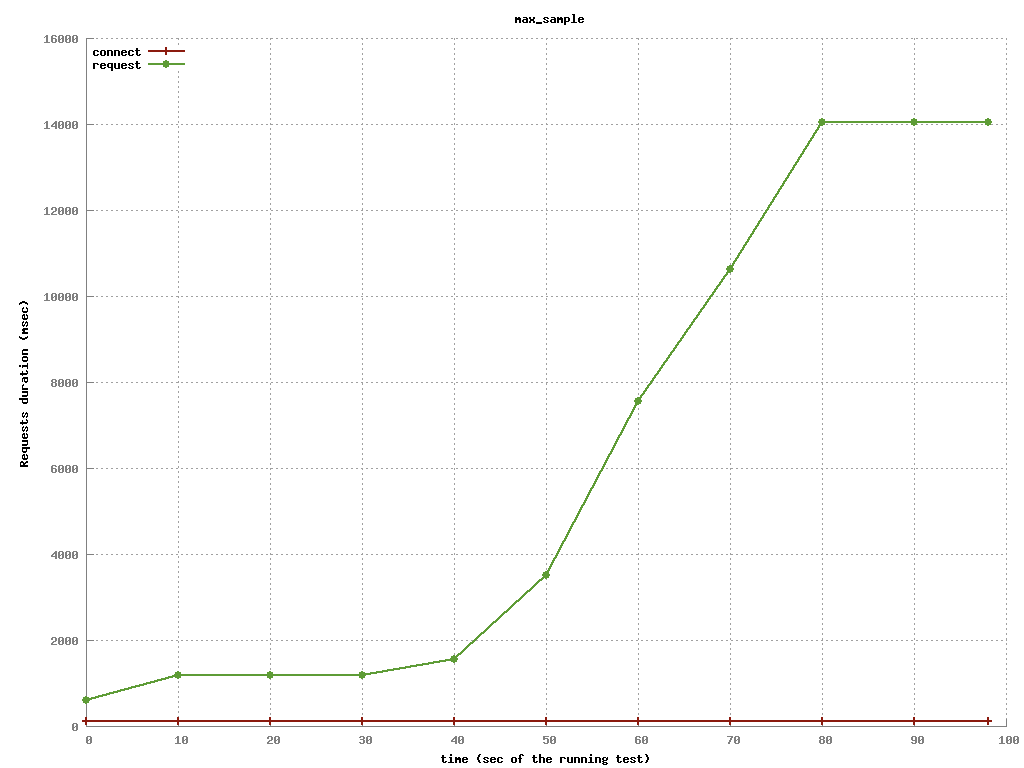 max_sample
16000
connect
request
14000
12000
10000
8000
6000
4000
2000
0
Requests duration (msec)
0 10 20 30 40 50 60 70 80 90 100
time (sec of the running test)